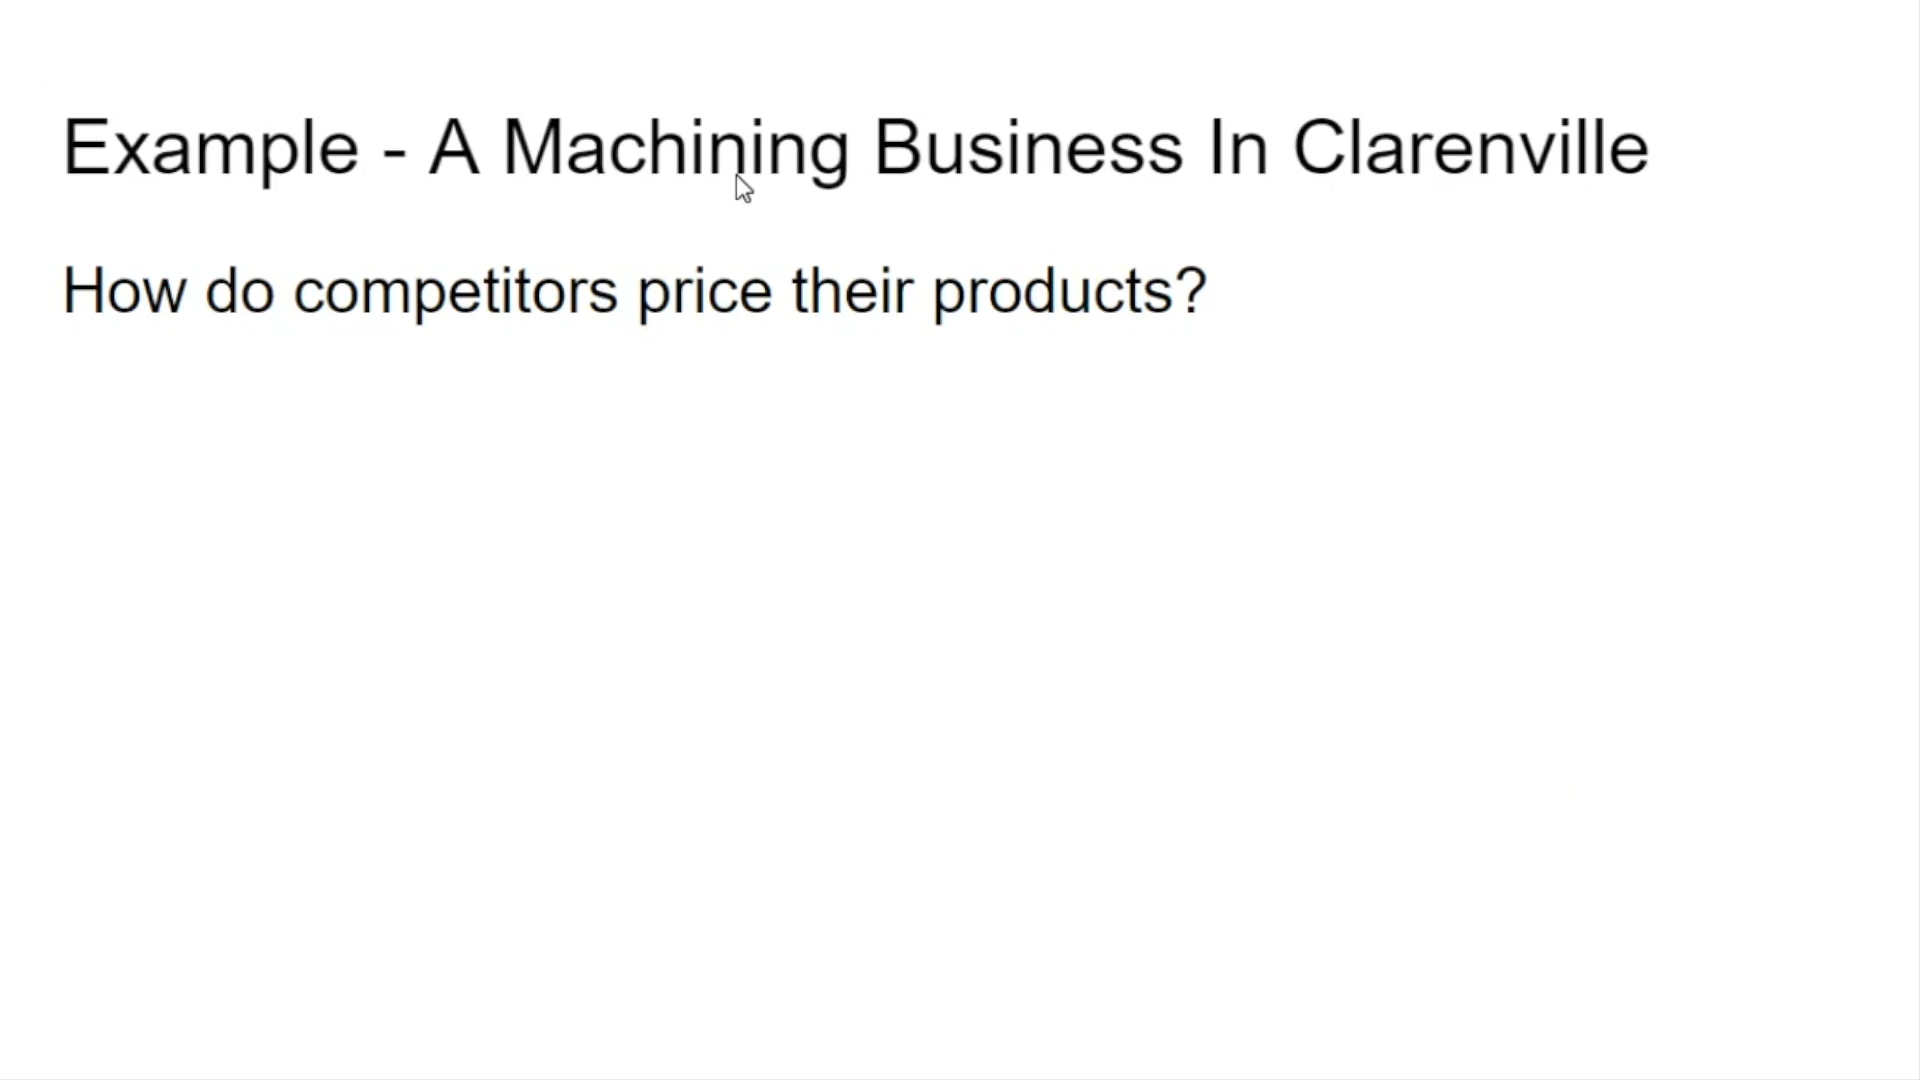 Example - A Machining Business In Clarenville
How do competitors price their products?